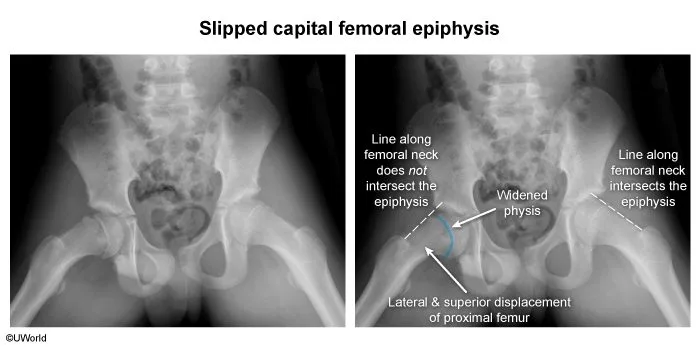 Slipped capital femoral epiphysis
Line along
femoral neck
does not
intersect the
epiphysis
Widened
physis
Line along
femoral neck
intersects the
epiphysis
Lateral & superior displacement
of proximal femur
©UWorld